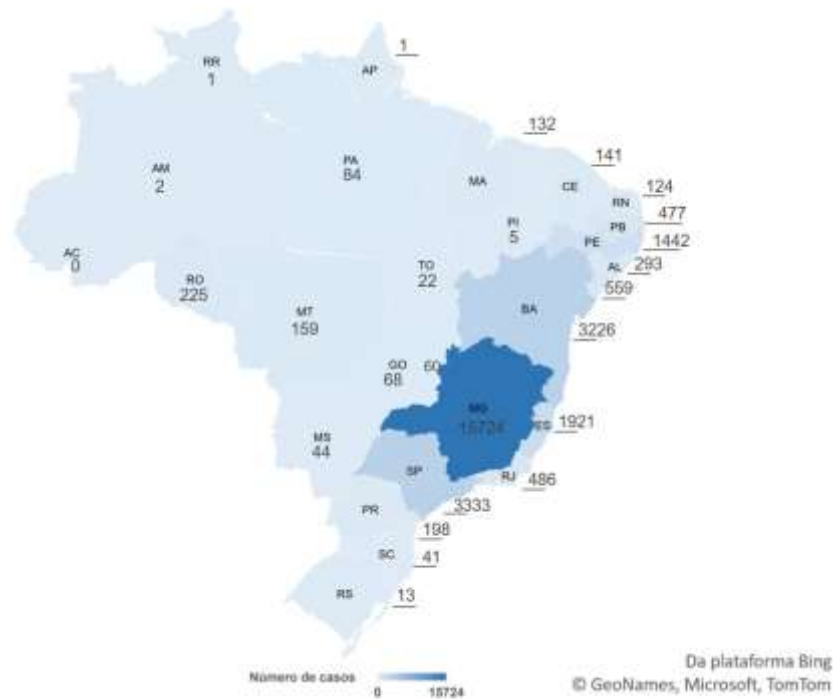 1
RR
1
AP
132
AM
2
PA
84
MA
141
CE
124
RN
PI
5
477
PB
PE
1442
AC
0
TO
22
AL
293
RO
225
559
MT
159
BA
3226
GO
68
60
MG
15724
ES
1921
MS
44
SP
RJ
486
3333
PR
198
SC
41
RS
13
Número de casos
0
15724
Da plataforma Bing
© GeoNames, Microsoft, TomTom